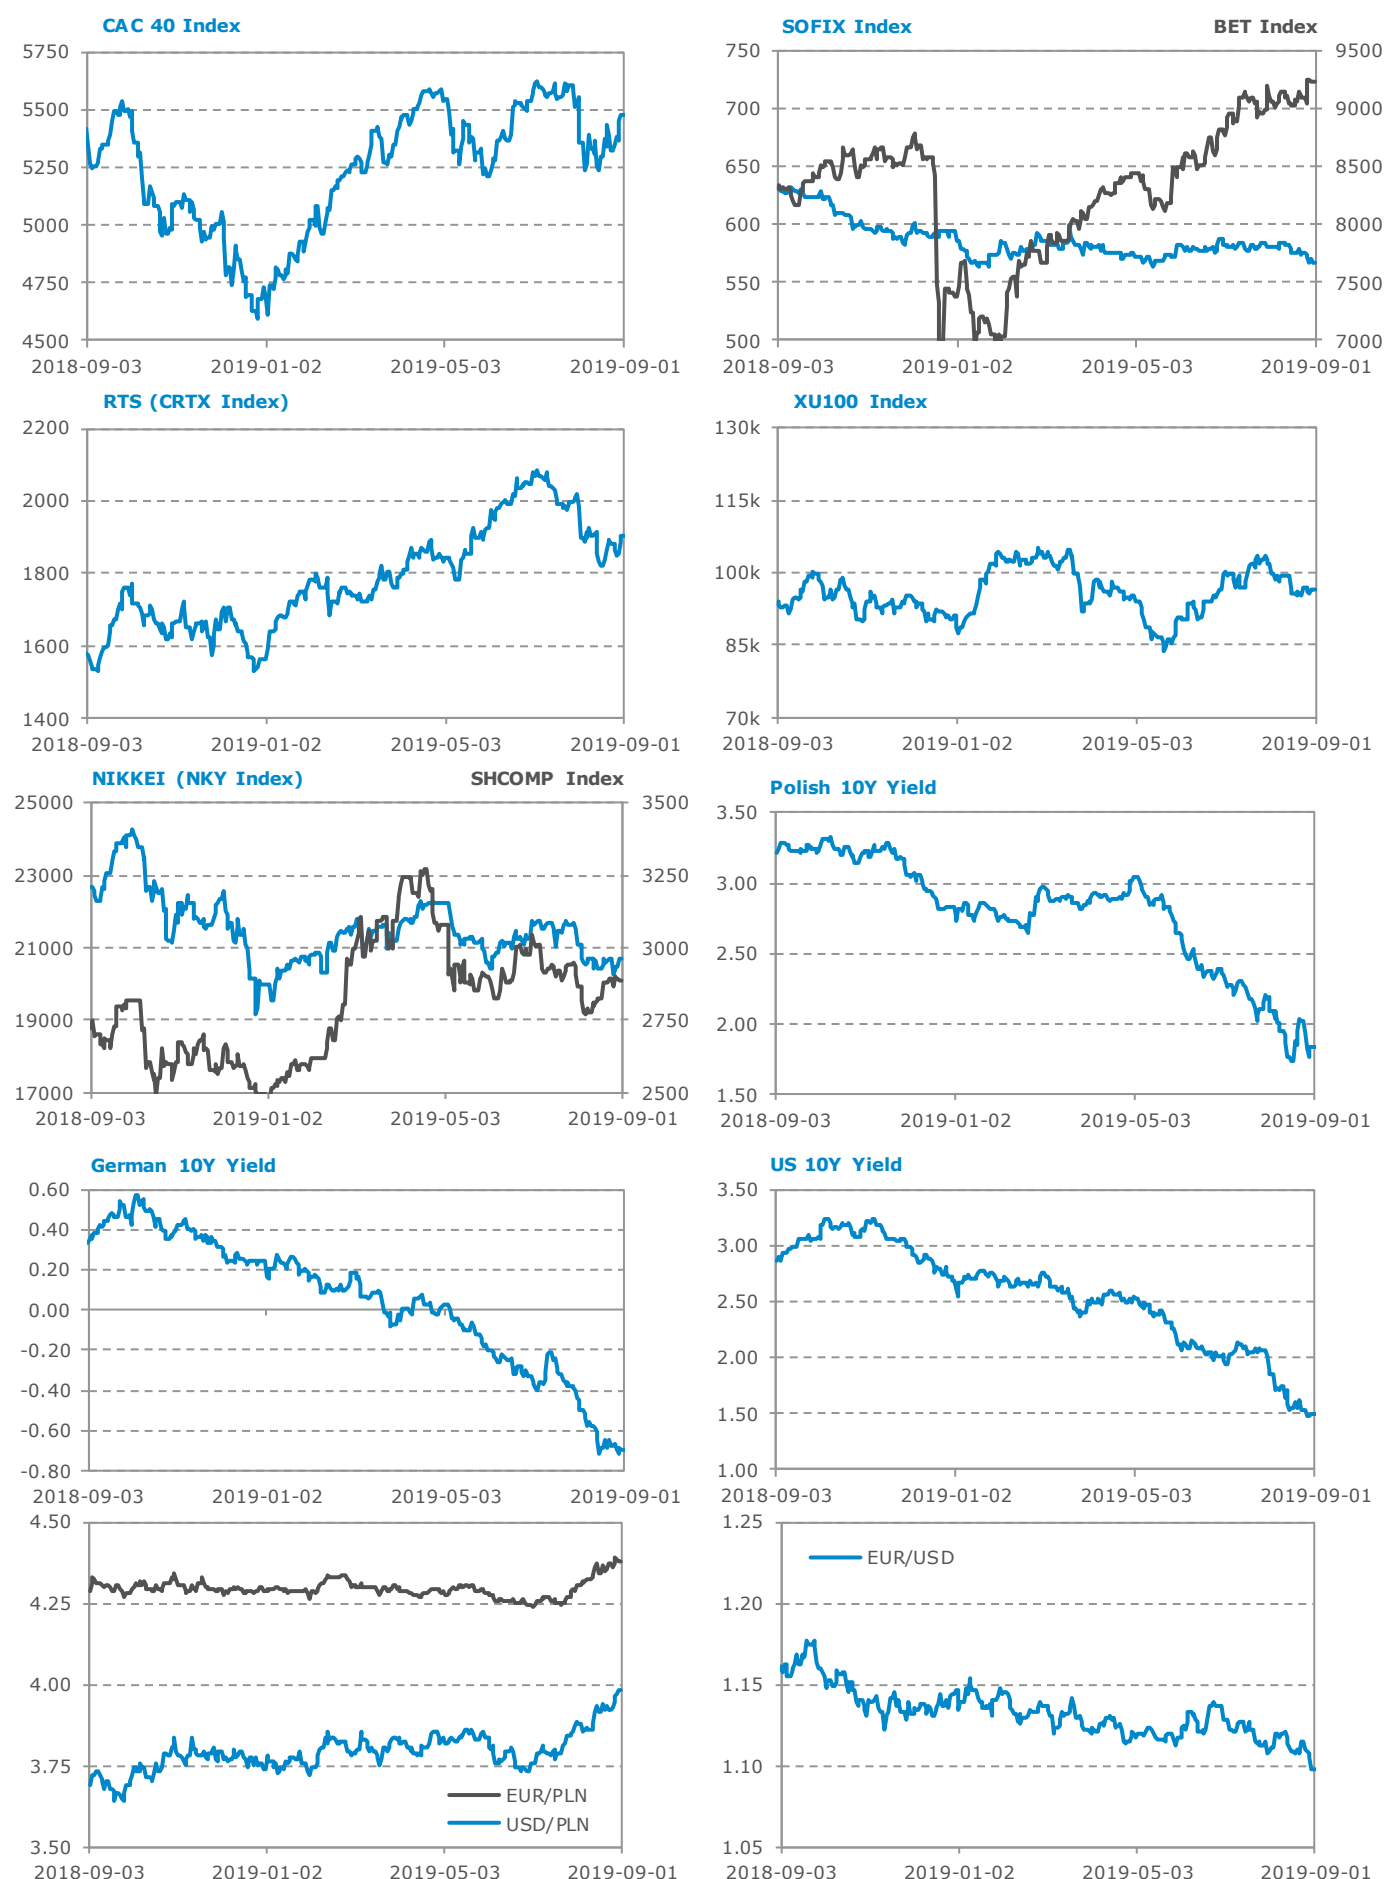 CAC 40 Index
5750
5500
5250
5000
4750
4500
2018-09-03 2019-01-02 2019-05-03 2019-09-01
SOFIX Index BET Index
750 9500
700 9000
650 8500
600 8000
550 7500
500 7000
2018-09-03 2019-01-02 2019-05-03 2019-09-01
RTS (CRTX Index)
2200
2000
1800
1600
1400
2018-09-03 2019-01-02 2019-05-03 2019-09-01
XU100 Index
130k
115k
100k
85k
70k
2018-09-03 2019-01-02 2019-05-03 2019-09-01
NIKKEI (NKY Index) SHCOMP Index
25000 3500
23000 3250
21000 3000
19000 2750
17000 2500
2018-09-03 2019-01-02 2019-05-03 2019-09-01
Polish 10Y Yield
3.50
3.00
2.50
2.00
1.50
2018-09-03 2019-01-02 2019-05-03 2019-09-01
German 10Y Yield
0.60
0.40
0.20
0.00
-0.20
-0.40
-0.60
-0.80
2018-09-03 2019-01-02 2019-05-03 2019-09-01
US 10Y Yield
3.50
3.00
2.50
2.00
1.50
1.00
2018-09-03 2019-01-02 2019-05-03 2019-09-01
4.50
4.25
4.00
3.75
3.50
EUR/PLN
USD/PLN
2018-09-03 2019-01-02 2019-05-03 2019-09-01
1.25
EUR/USD
1.20
1.15
1.10
1.05
2018-09-03 2019-01-02 2019-05-03 2019-09-01